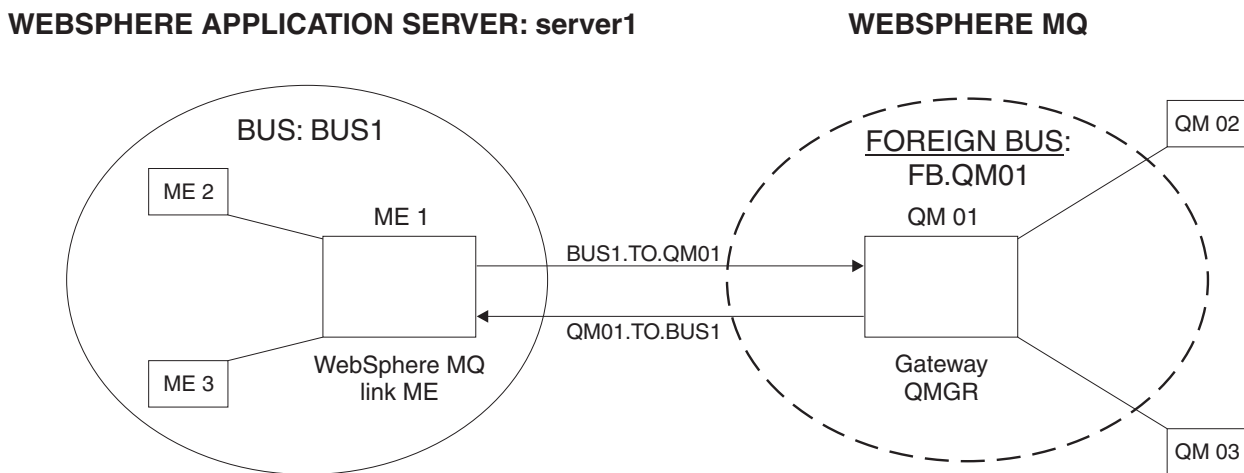 WEBSPHERE APPLICATION SERVER: server1
WEBSPHERE MQ
BUS: BUS1
ME 2
ME 1
ME 3
WebSphere MQ
link ME
BUS1.TO.QM01
QM01.TO.BUS1
FOREIGN BUS:
FB.QM01
QM 01
Gateway
QMGR
QM 02
QM 03